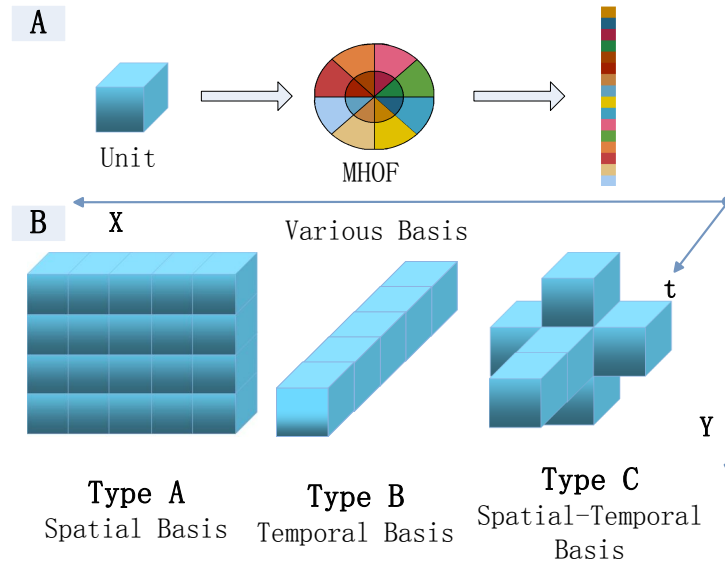 A
Unit
MHOF
B
X
Various Basis
t
Y
Type A
Spatial Basis
Type B
Temporal Basis
Type C
Spatial-Temporal
Basis